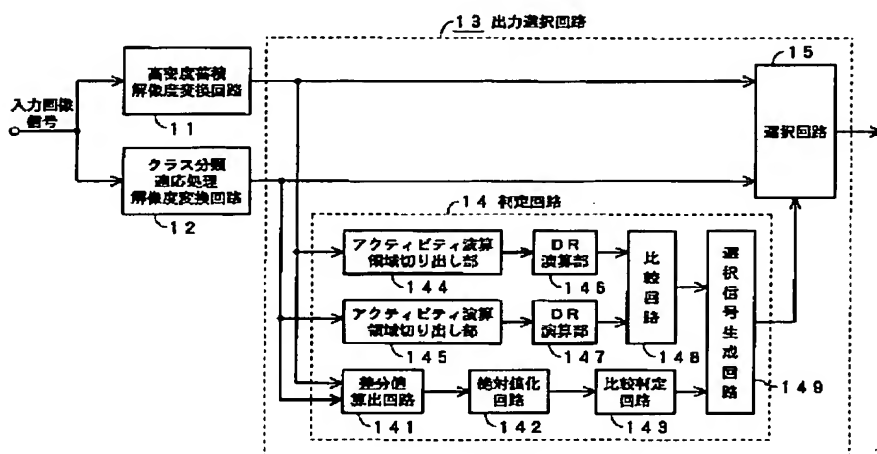 13 出力選択回路
高密度蓄積
解像度変換回路
11
入力画像
信号
クラス分類
適応処理
解像度変換回路
12
15
選択回路
14 判定回路
アクティビティ演算
領域切り出し部
144
DR
演算部
146
比較回路
148
選択信号生成回路
149
アクティビティ演算
領域切り出し部
145
DR
演算部
147
差分値
算出回路
141
絶対値化
回路
142
比較判定
回路
143